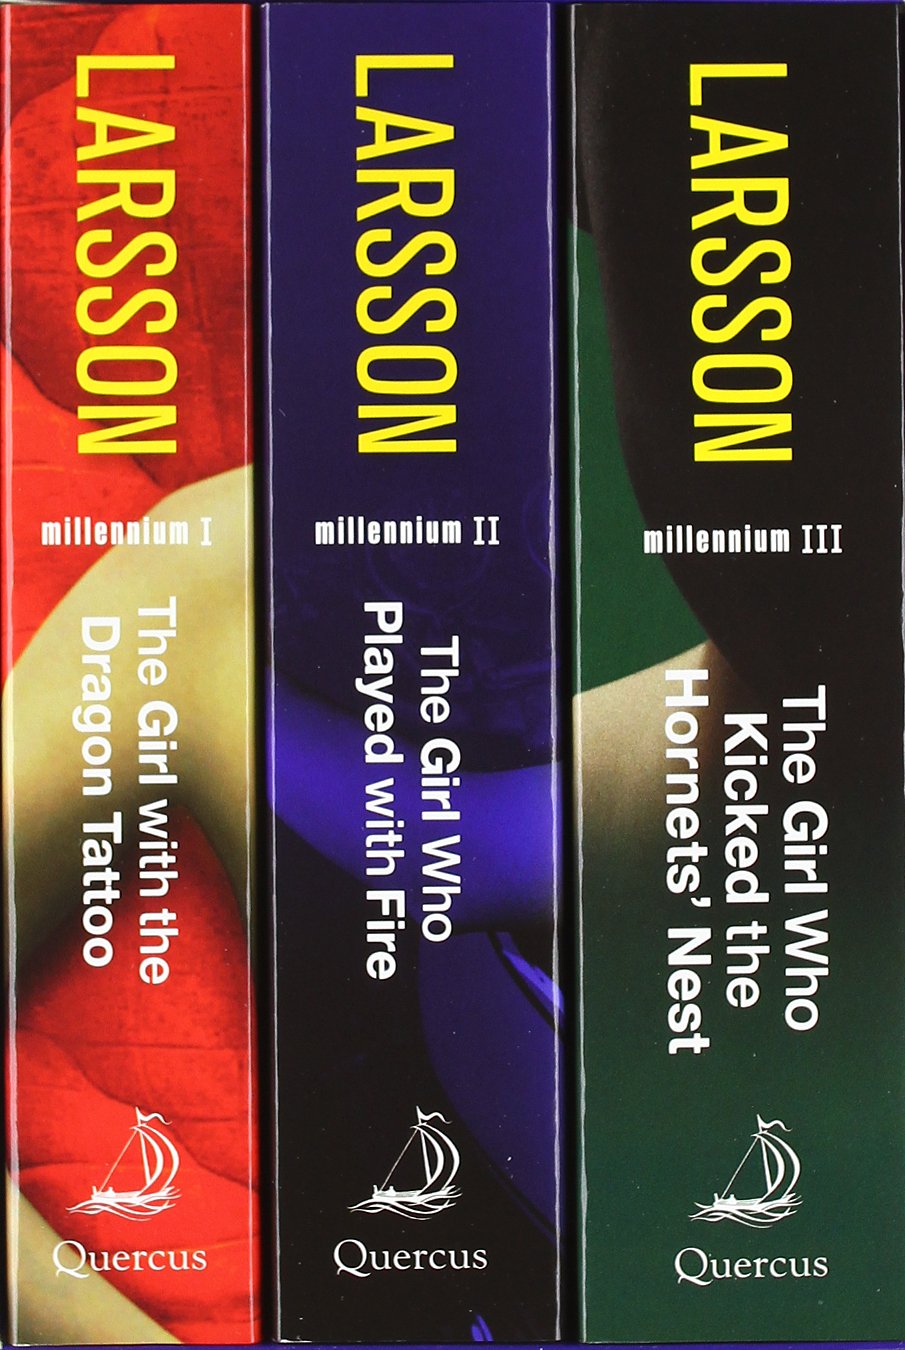 LARSSON
millennium I
The Girl with the
Dragon Tattoo
Quercus
LARSSON
millennium II
The Girl Who
Played with Fire
Quercus
LARSSON
millennium III
The Girl Who
Kicked the
Hornets’ Nest
Quercus